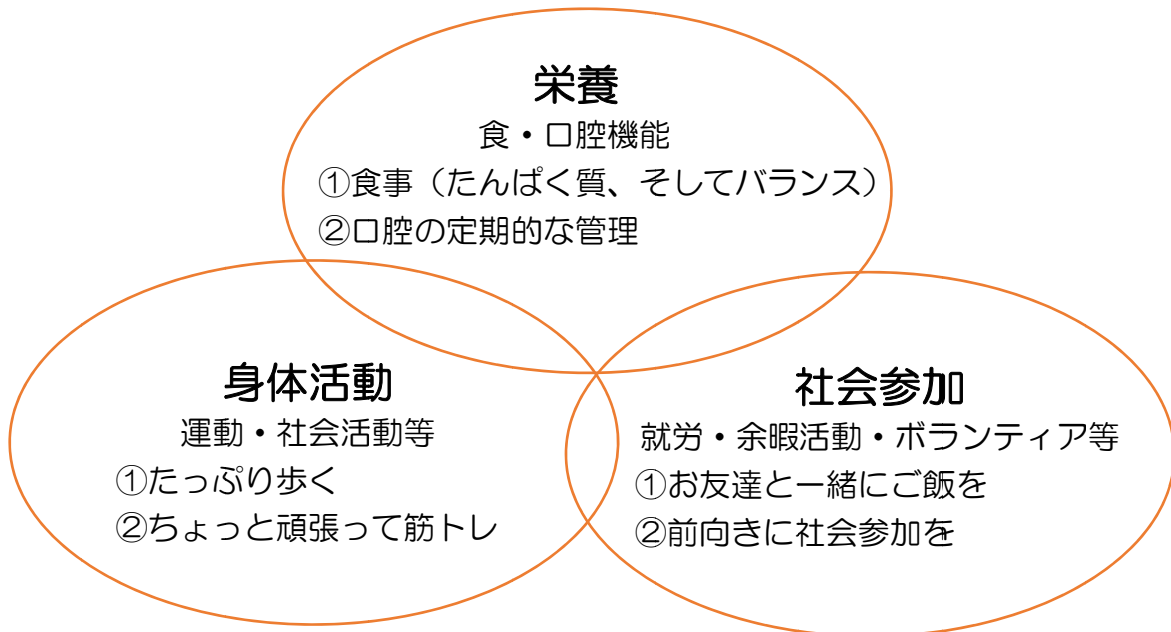 栄養
食・口腔機能
①食事（たんぱく質、そしてバランス）
②口腔の定期的な管理
身体活動
運動・社会活動等
①たっぷり歩く
②ちょっと頑張って筋トレ
社会参加
就労・余暇活動・ボランティア等
①お友達と一緒にご飯を
②前向きに社会参加を